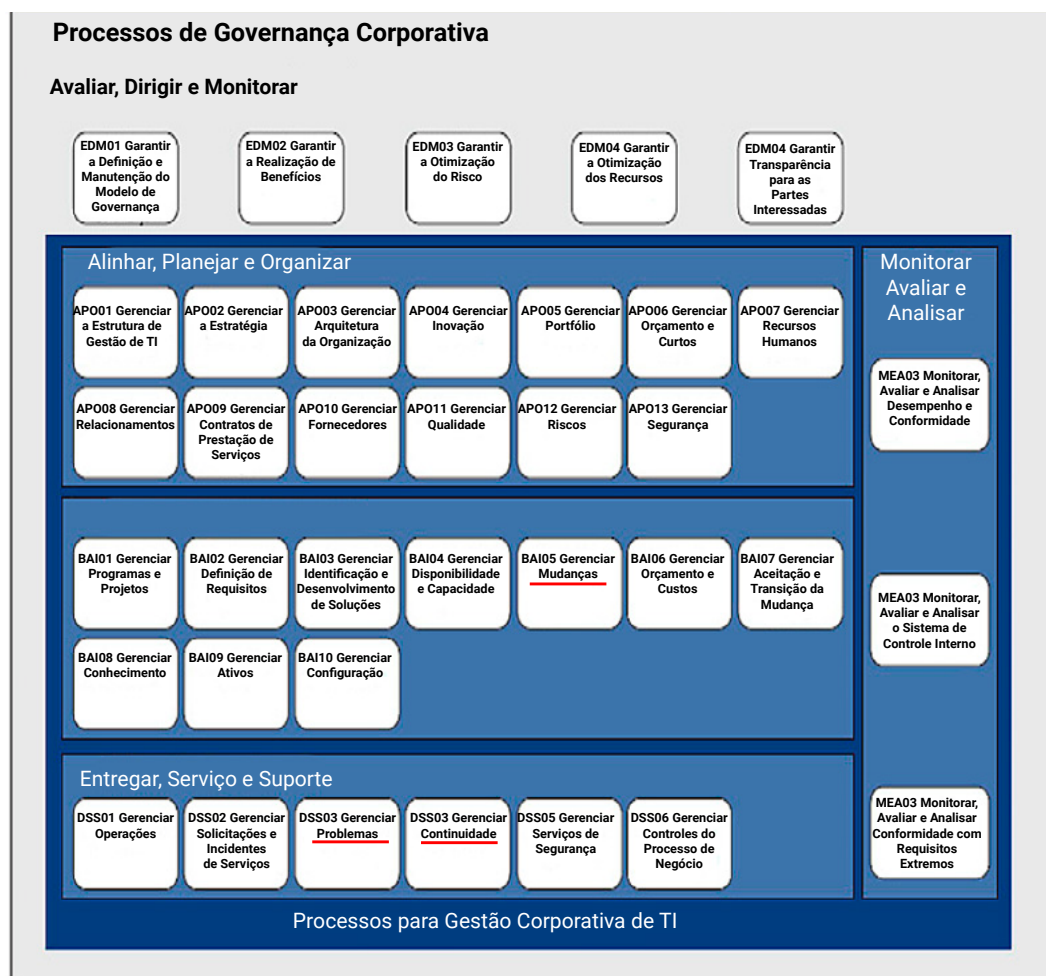 Processos de Governança Corporativa
Avaliar, Dirigir e Monitorar
EDM01 Garantir
a Definição e
Manutenção do
Modelo de
Governança
EDM02 Garantir
a Realização de
Benefícios
EDM03 Garantir
a Otimização
do Risco
EDM04 Garantir
a Otimização
dos Recursos
EDM04 Garantir
Transparência
para as
Partes
Interessadas
Alinhar, Planejar e Organizar
APO01 Gerenciar
a Estrutura de
Gestão de TI
APO02 Gerenciar
a Estratégia
APO03 Gerenciar
Arquitetura
da Organização
APO04 Gerenciar
Inovação
APO05 Gerenciar
Portfólio
APO06 Gerenciar
Orçamento e
Curtos
APO07 Gerenciar
Recursos
Humanos
APO08 Gerenciar
Relacionamentos
APO09 Gerenciar
Contratos de
Prestação de
Serviços
APO10 Gerenciar
Fornecedores
APO11 Gerenciar
Qualidade
APO12 Gerenciar
Riscos
APO13 Gerenciar
Segurança
BAI01 Gerenciar
Programas e
Projetos
BAI02 Gerenciar
Definição de
Requisitos
BAI03 Gerenciar
Identificação e
Desenvolvimento
de Soluções
BAI04 Gerenciar
Disponibilidade
e Capacidade
BAI05 Gerenciar
Mudanças
BAI06 Gerenciar
Orçamento e
Custos
BAI07 Gerenciar
Aceitação e
Transição da
Mudança
BAI08 Gerenciar
Conhecimento
BAI09 Gerenciar
Ativos
BAI10 Gerenciar
Configuração
Entregar, Serviço e Suporte
DSS01 Gerenciar
Operações
DSS02 Gerenciar
Solicitações e
Incidentes
de Serviços
DSS03 Gerenciar
Problemas
DSS03 Gerenciar
Continuidade
DSS05 Gerenciar
Serviços de
Segurança
DSS06 Gerenciar
Controles do
Processo de
Negócio
Monitorar
Avaliar e
Analisar
MEA03 Monitorar,
Avaliar e Analisar
Desempenho e
Conformidade
MEA03 Monitorar,
Avaliar e Analisar
o Sistema de
Controle Interno
MEA03 Monitorar,
Avaliar e Analisar
Conformidade com
Requisitos
Extremos
Processos para Gestão Corporativa de TI